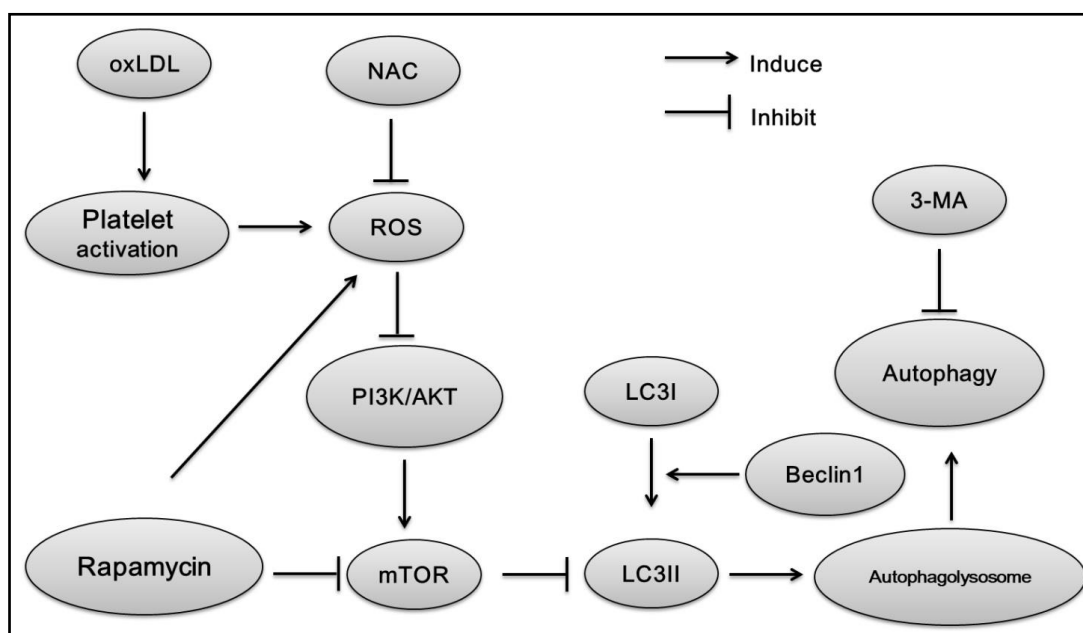 oxLDL
NAC
Induce
Inhibit
3-MA
Platelet
activation
ROS
Autophagy
PI3K/AKT
LC3I
Beclin1
Rapamycin
mTOR
LC3II
Autophagolysosome